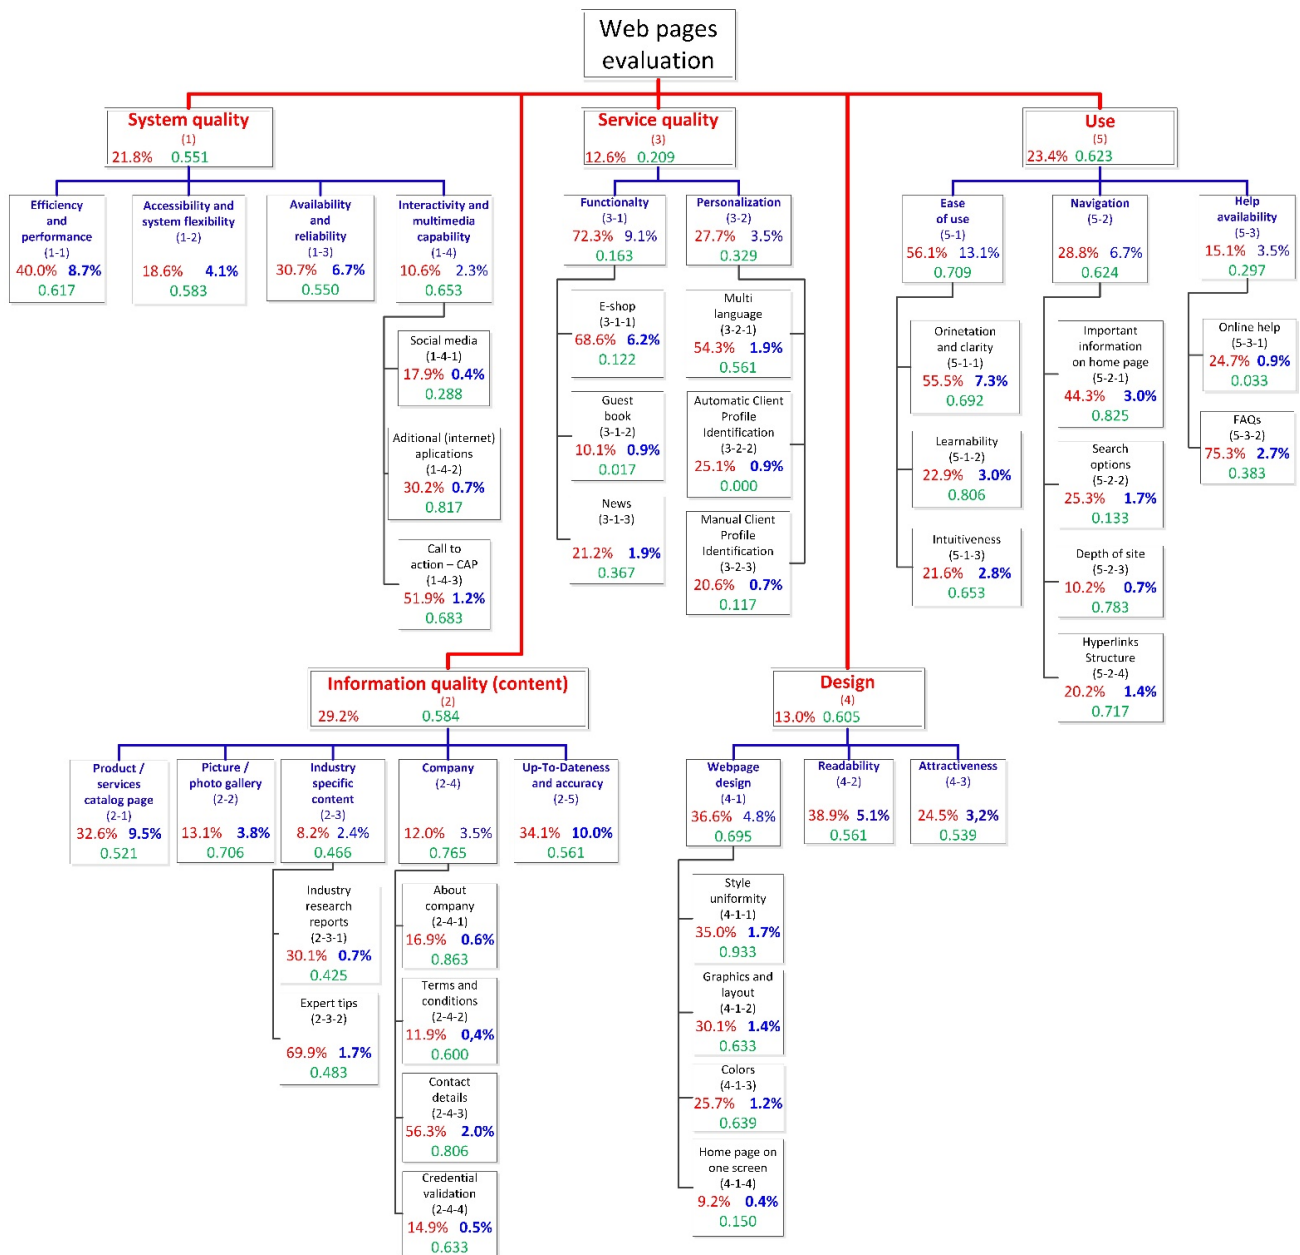 Web pages
evaluation
System quality
(1)
21.8% 0.551
Service quality
(3)
12.6% 0.209
Use
(5)
23.4% 0.623
Efficiency
and
performance
(1-1)
40.0% 8.7%
0.617
Accessibility and
system flexibility
(1-2)
18.6% 4.1%
0.583
Availability
and
reliability
(1-3)
30.7% 6.7%
0.550
Interactivity and
multimedia
capability
(1-4)
10.6% 2.3%
0.653
Social media
(1-4-1)
17.9% 0.4%
0.288
Aditional (internet)
aplications
(1-4-2)
30.2% 0.7%
0.817
Call to
action – CAP
(1-4-3)
51.9% 1.2%
0.683
Functionalty
(3-1)
72.3% 9.1%
0.163
Personalization
(3-2)
27.7% 3.5%
0.329
E-shop
(3-1-1)
68.6% 6.2%
0.122
Guest
book
(3-1-2)
10.1% 0.9%
0.017
News
(3-1-3)
21.2% 1.9%
0.367
Multi
language
(3-2-1)
54.3% 1.9%
0.561
Automatic Client
Profile
Identification
(3-2-2)
25.1% 0.9%
0.000
Manual Client
Profile
Identification
(3-2-3)
20.6% 0.7%
0.117
Ease
of use
(5-1)
56.1% 13.1%
0.709
Navigation
(5-2)
28.8% 6.7%
0.624
Help
availability
(5-3)
15.1% 3.5%
0.297
Orinetation
and clarity
(5-1-1)
55.5% 7.3%
0.692
Learnability
(5-1-2)
22.9% 3.0%
0.806
Intuitiveness
(5-1-3)
21.6% 2.8%
0.653
Important
information
on home page
(5-2-1)
44.3% 3.0%
0.825
Search
options
(5-2-2)
25.3% 1.7%
0.133
Depth of site
(5-2-3)
10.2% 0.7%
0.783
Hyperlinks
Structure
(5-2-4)
20.2% 1.4%
0.717
Online help
(5-3-1)
24.7% 0.9%
0.033
FAQs
(5-3-2)
75.3% 2.7%
0.383
Information quality (content)
(2)
29.2% 0.584
Design
(4)
13.0% 0.605
Product /
services
catalog page
(2-1)
32.6% 9.5%
0.521
Picture /
photo gallery
(2-2)
13.1% 3.8%
0.706
Industry
specific
content
(2-3)
8.2% 2.4%
0.466
Company
(2-4)
12.0% 3.5%
0.765
Up-To-Dateness
and accuracy
(2-5)
34.1% 10.0%
0.561
Industry
research
reports
(2-3-1)
30.1% 0.7%
0.425
Expert tips
(2-3-2)
69.9% 1.7%
0.483
About
company
(2-4-1)
16.9% 0.6%
0.863
Terms and
conditions
(2-4-2)
11.9% 0,4%
0.600
Contact
details
(2-4-3)
56.3% 2.0%
0.806
Credential
validation
(2-4-4)
14.9% 0.5%
0.633
Webpage
design
(4-1)
36.6% 4.8%
0.695
Readability
(4-2)
38.9% 5.1%
0.561
Attractiveness
(4-3)
24.5% 3,2%
0.539
Style
uniformity
(4-1-1)
35.0% 1.7%
0.933
Graphics and
layout
(4-1-2)
30.1% 1.4%
0.633
Colors
(4-1-3)
25.7% 1.2%
0.639
Home page on
one screen
(4-1-4)
9.2% 0.4%
0.150